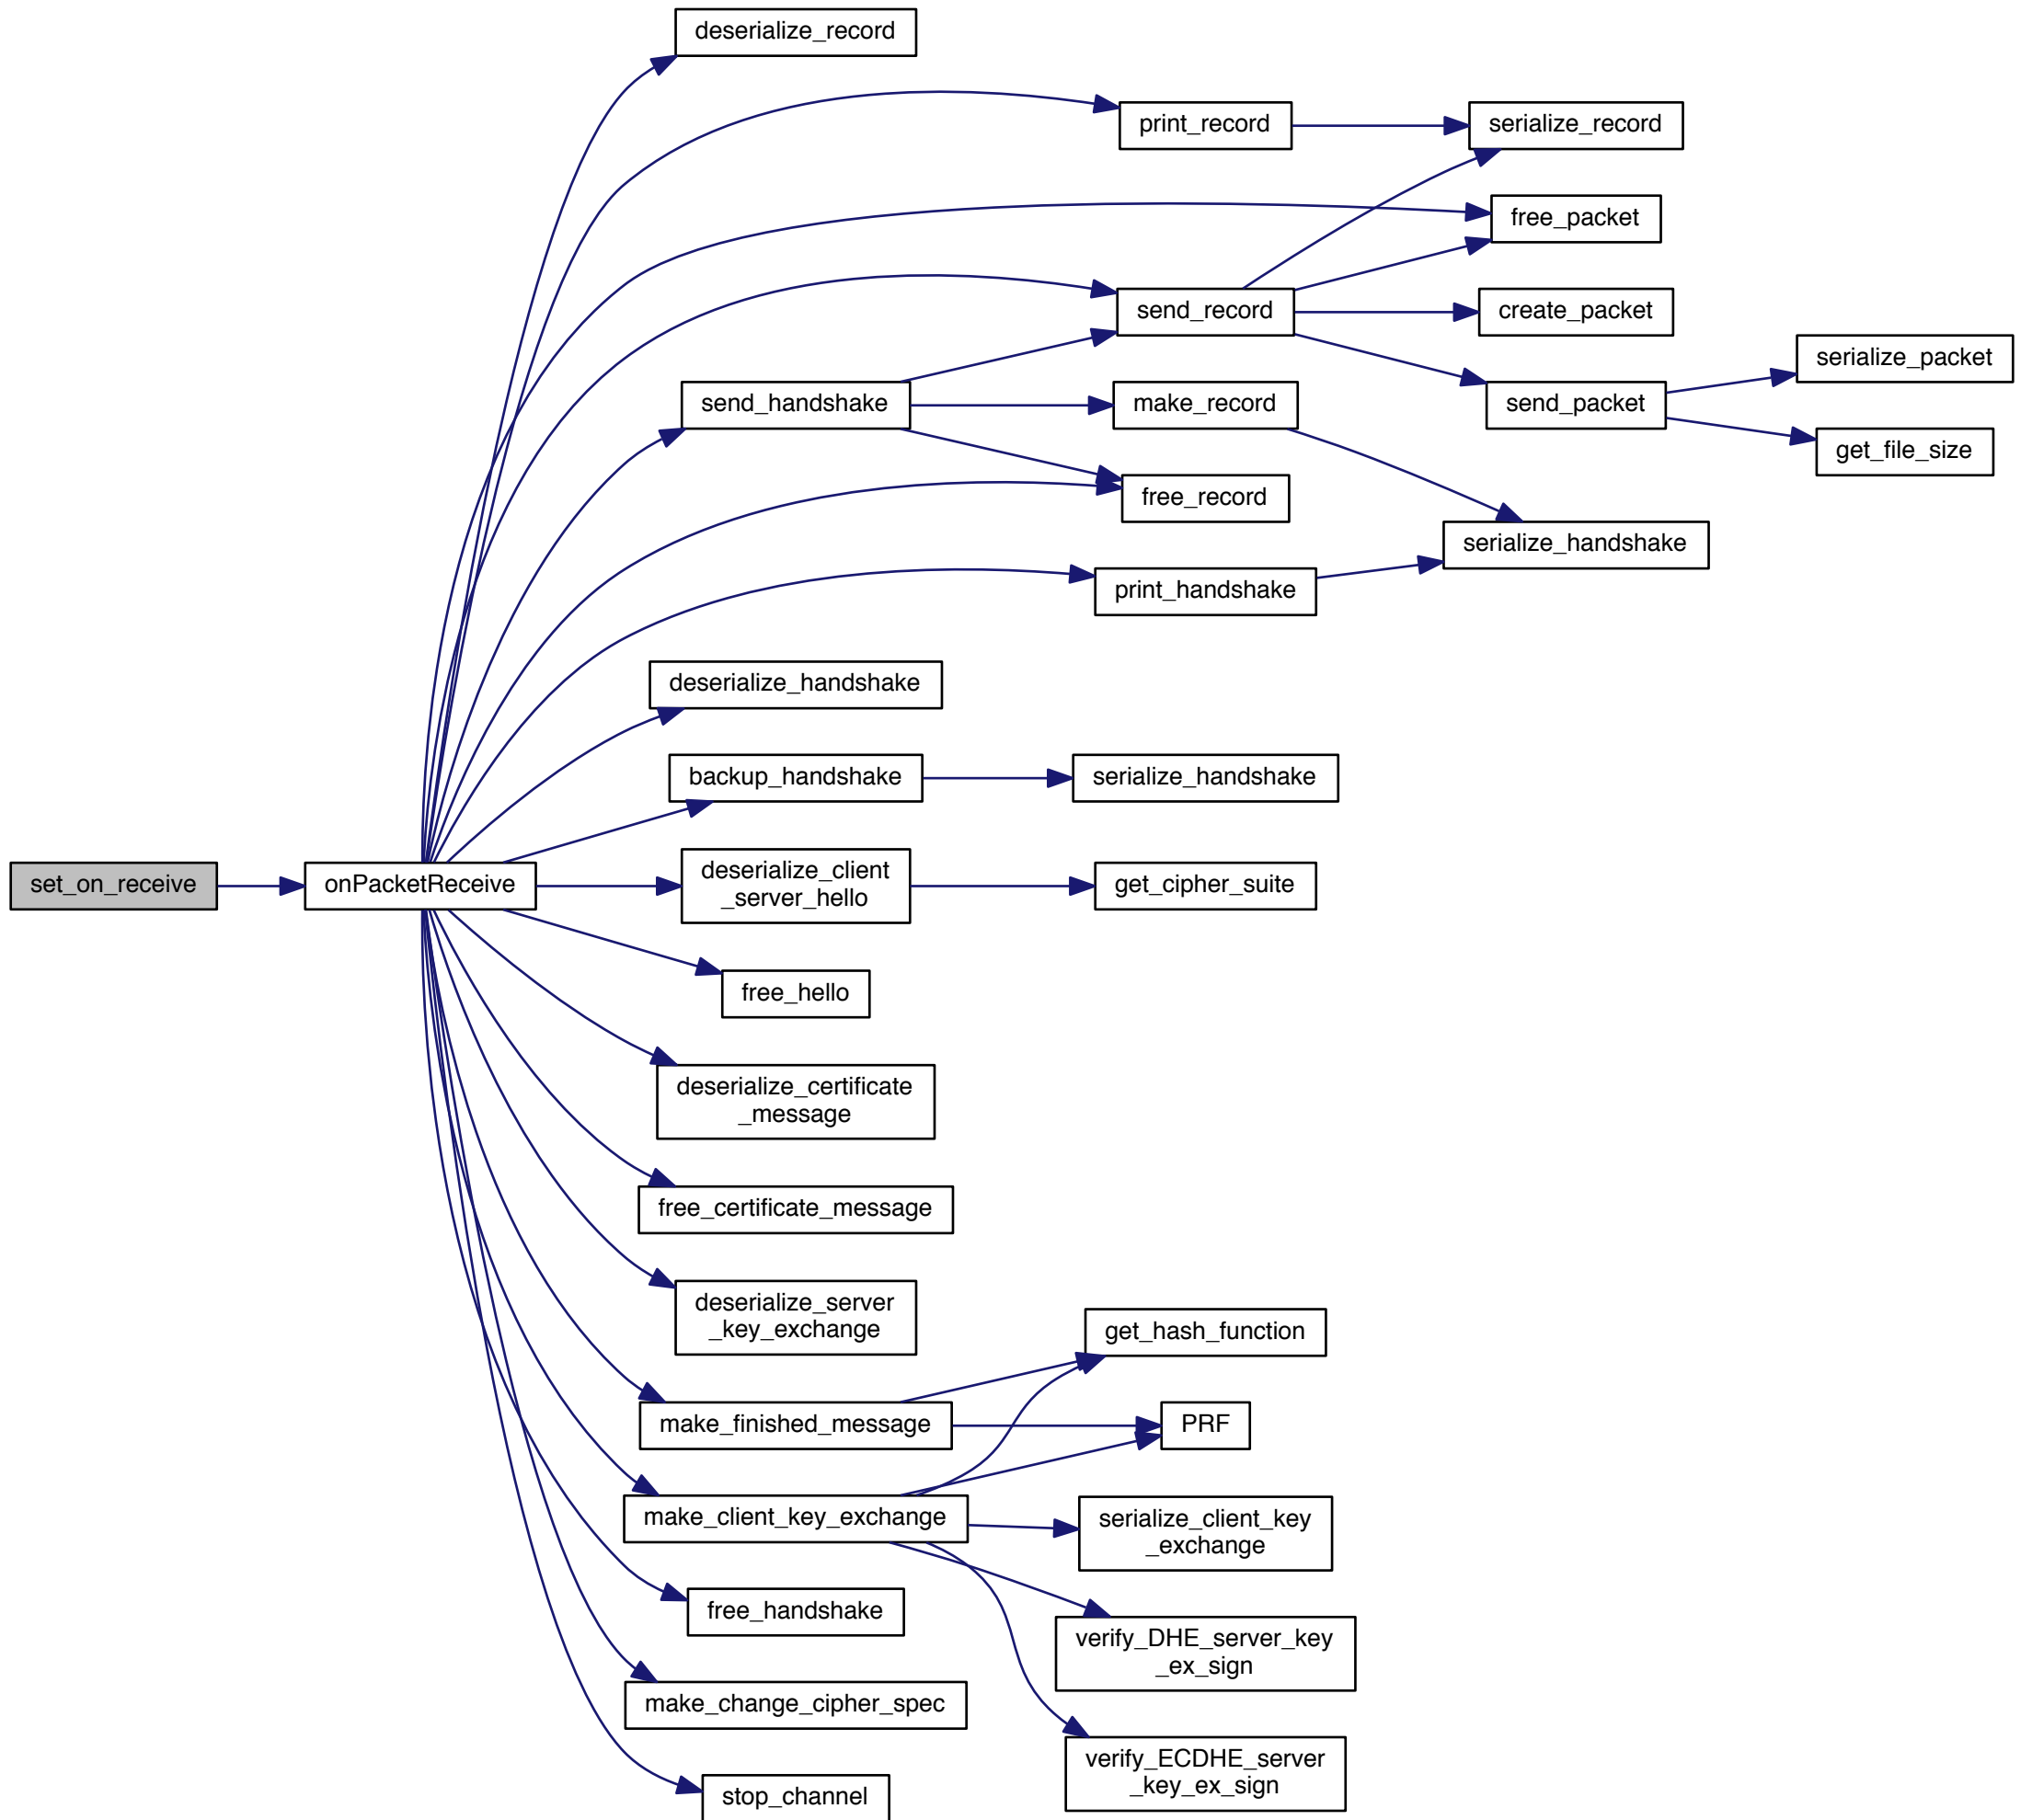 deserialize_record
print_record
serialize_record
free_packet
send_record
create_packet
serialize_packet
send_handshake
make_record
send_packet
get_file_size
free_record
serialize_handshake
print_handshake
deserialize_handshake
backup_handshake
serialize_handshake
set_on_receive
onPacketReceive
deserialize_client
_server_hello
get_cipher_suite
free_hello
deserialize_certificate
_message
free_certificate_message
deserialize_server
_key_exchange
get_hash_function
make_finished_message
PRF
make_client_key_exchange
serialize_client_key
_exchange
free_handshake
verify_DHE_server_key
_ex_sign
make_change_cipher_spec
verify_ECDHE_server
_key_ex_sign
stop_channel